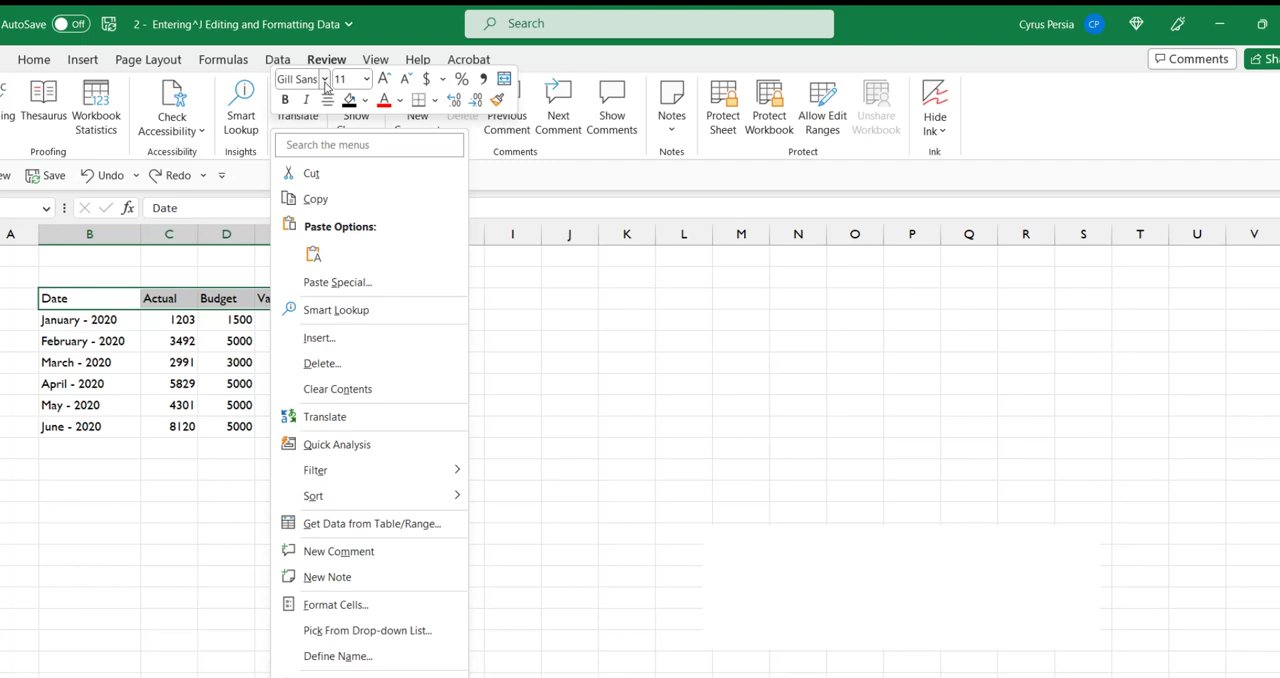 AutoSave Off 2 - Entering^J Editing and Formatting Data Search Cyrus Persia CP
Home Insert Page Layout Formulas Data Review View Help Acrobat Comments
Gill Sans 11 A^ A˅ $ % 9
B I A
Thesaurus Workbook Statistics Check Accessibility Smart Lookup Translate Show New Delete Previous Comment Next Comment Show Comments Notes Protect Sheet Protect Workbook Allow Edit Ranges Unshare Workbook Hide Ink
Proofing Accessibility Insights Comments Notes Protect Ink
Save Undo Redo
fx Date
A B C D I J K L M N O P Q R S T U V
Date Actual Budget
January - 2020 1203 1500
February - 2020 3492 5000
March - 2020 2991 3000
April - 2020 5829 5000
May - 2020 4301 5000
June - 2020 8120 5000
Search the menus
Cut
Copy
Paste Options:
Paste Special...
Smart Lookup
Insert...
Delete...
Clear Contents
Translate
Quick Analysis
Filter
Sort
Get Data from Table/Range...
New Comment
New Note
Format Cells...
Pick From Drop-down List...
Define Name...